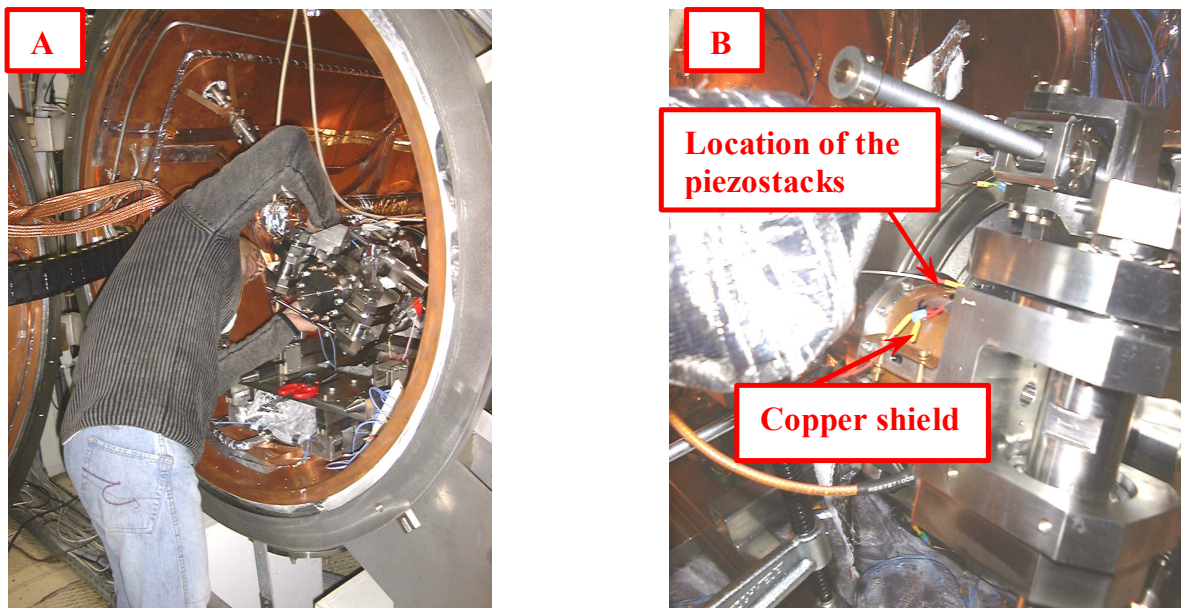 A
B
Location of the
piezostacks
Copper shield